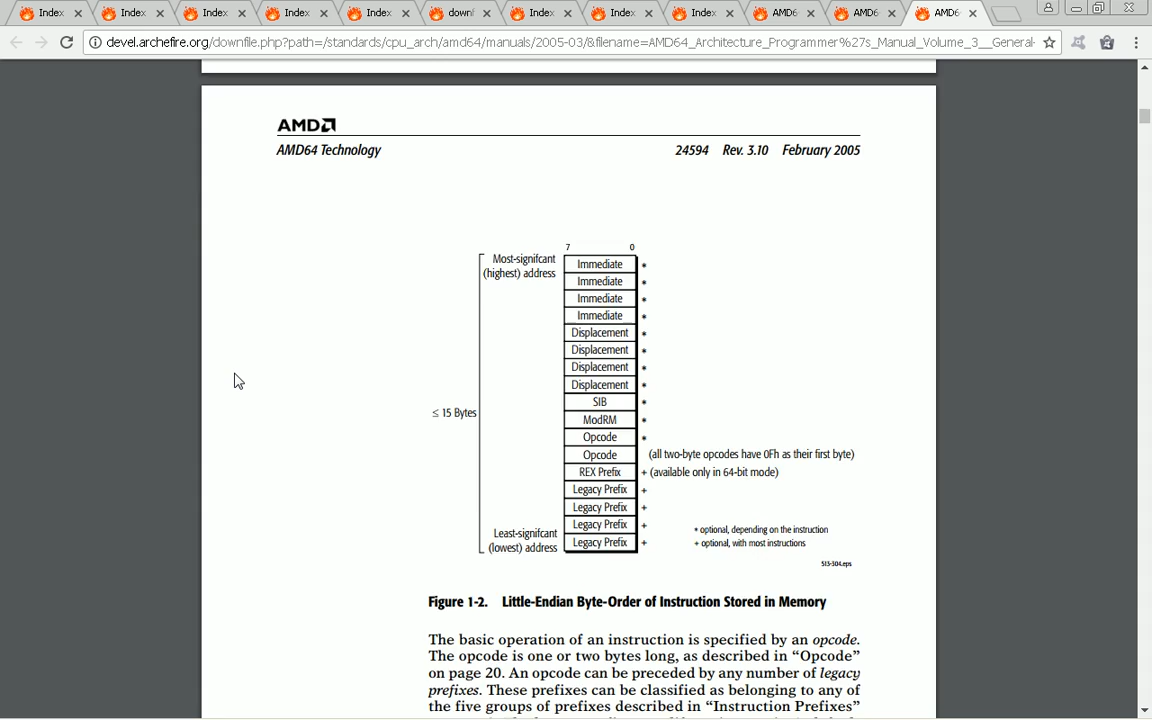 Index
Index
Index
Index
Index
downf
Index
Index
Index
AMD6
AMD6
AMD6
devel.archefire.org/downfile.php?path=/standards/cpu_arch/amd64/manuals/2005-03/&filename=AMD64_Architecture_Programmer%27s_Manual_Volume_3__General-
AMD
AMD64 Technology 24594 Rev. 3.10 February 2005
7 0
Most-signifcant Immediate *
(highest) address
Immediate *
Immediate *
Immediate *
Displacement *
Displacement *
Displacement *
Displacement *
SIB *
≤ 15 Bytes
ModRM *
Opcode *
Opcode (all two-byte opcodes have 0Fh as their first byte)
REX Prefix + (available only in 64-bit mode)
Legacy Prefix +
Legacy Prefix +
Legacy Prefix +
Least-signifcant
(lowest) address Legacy Prefix +
* optional, depending on the instruction
+ optional, with most instructions
513-304.eps
Figure 1-2. Little-Endian Byte-Order of Instruction Stored in Memory
The basic operation of an instruction is specified by an opcode.
The opcode is one or two bytes long, as described in “Opcode”
on page 20. An opcode can be preceded by any number of legacy
prefixes. These prefixes can be classified as belonging to any of
the five groups of prefixes described in “Instruction Prefixes”